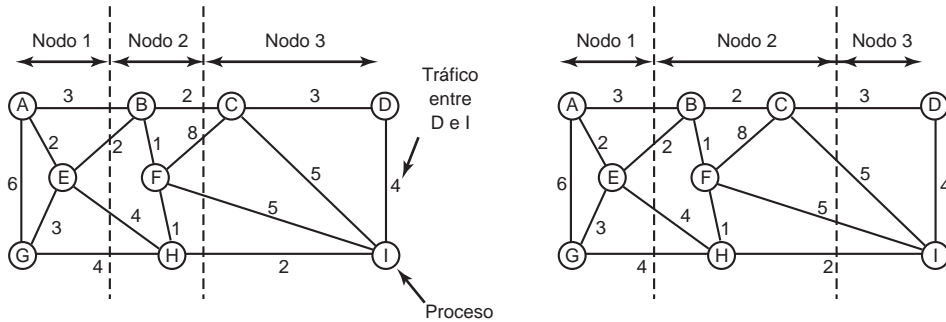 Nodo 1 Nodo 2 Nodo 3
A 3 B 2 C 3 D
2 2 1 8
E F
6 5 4
3 4 1 5
G 4 H 2 I
Tráfico
entre
D e I
Proceso
Nodo 1 Nodo 2 Nodo 3
A 3 B 2 C 3 D
2 2 1 8
E F
6 5 4
3 4 1 5
G 4 H 2 I